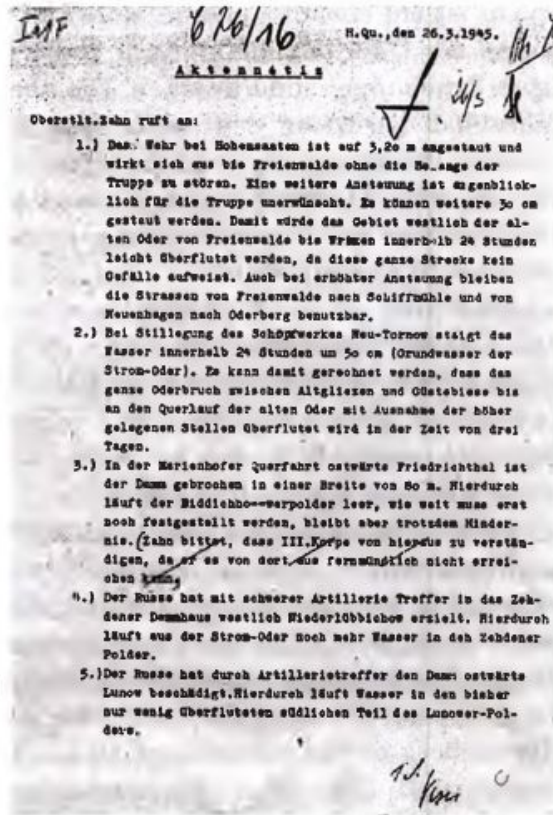 626/16
H.Qu.,den 26.3.1945.
Aktennotiz
26/3
Oberstlt.Zahn ruft an:
1.) Das Wehr bei Hohensaaten ist auf 3,20 m angestaut und
wirkt sich aus bis Freienwalde ohne die der
Truppe zu stören. Eine weitere Anstauung ist augenblick-
lich für die Truppe unerwünscht. Es können weitere 30 cm
gestaut werden. Damit würde das Gebiet westlich der al-
ten Oder von Freienwalde bis Wriezen innerhalb 24 Stunden
leicht überflutet werden, da diese ganze Strecke kein
Gefälle aufweist. Auch bei erhöhter Anstauung bleiben
die Strassen von Freienwalde nach Schiffmühle und von
Neuenhagen nach Oderberg benutzbar.
2.) Bei Stillegung des Schöpfwerkes Neu-Tornow steigt das
Wasser innerhalb 24 Stunden um 50 cm (Grundwasser der
Strom-Oder). Es kann damit gerechnet werden, dass das
ganze Oderbruch zwischen Altgliezen und Güstebiese bis
an den Querlauf der alten Oder mit Ausnahme der höher
gelegenen Stellen überflutet wird in der Zeit von drei
Tagen.
3.) In der Marienhofer Querfahrt ostwärts Friedrichthal ist
der Damm gebrochen in einer Breite von 80 m. Hierdurch
läuft der leer, wie weit muss erst
noch festgestellt werden, bleibt aber trotzdem Hinder-
nis. (Zahn bittet, dass III.Korps von hieraus zu verstän-
digen, da er es von dort aus fernmündlich nicht errei-
chen kann)
4.) Der Russe hat mit schwerer Artillerie Treffer in das Zeh-
dener Dammhaus westlich Niederlübbichow erzielt. Hierdurch
läuft aus der Strom-Oder noch mehr Wasser in den Zehdener
Polder.
5.)Der Russe hat durch Artillerietreffer den Damm ostwärts
Lunow beschädigt.Hierdurch läuft Wasser in den bisher
nur wenig überfluteten südlichen Teil des Lunower-Pol-
ders.